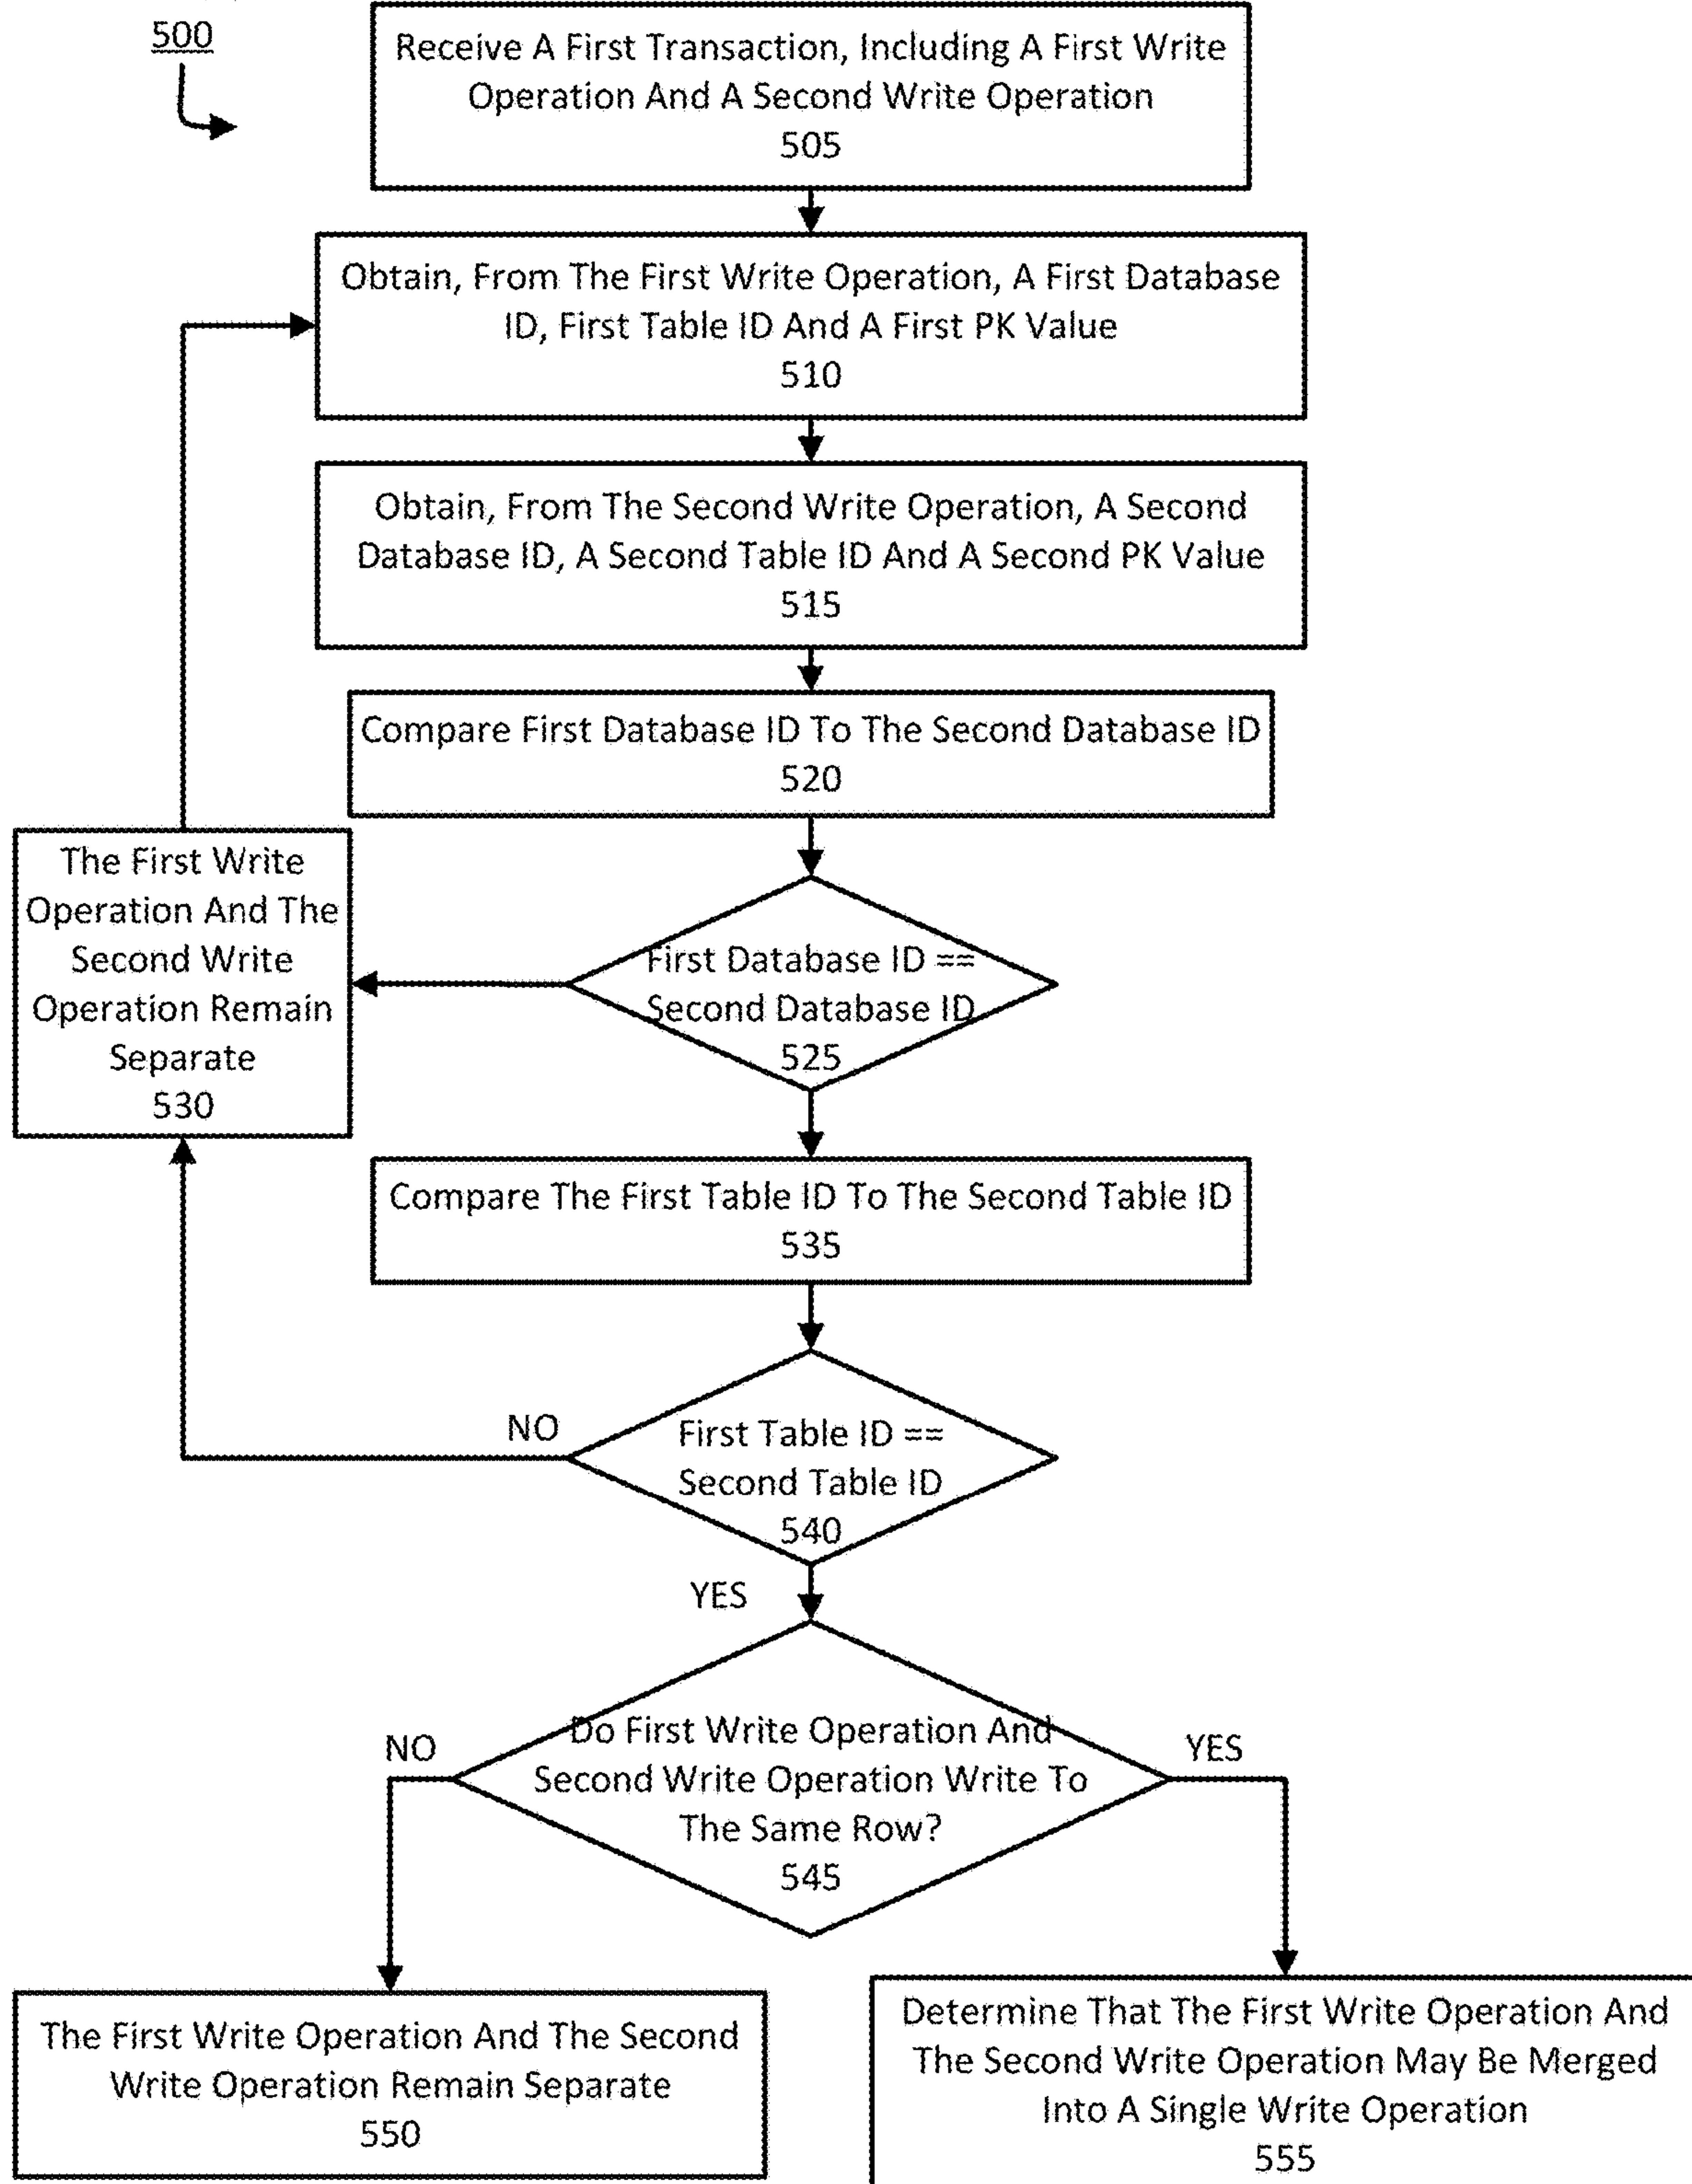 500
Receive A First Transaction, Including A First Write
Operation And A Second Write Operation
505
Obtain, From The First Write Operation, A First Database
ID, First Table ID And A First PK Value
510
Obtain, From The Second Write Operation, A Second
Database ID, A Second Table ID And A Second PK Value
515
Compare First Database ID To The Second Database ID
520
The First Write
Operation And The
Second Write
Operation Remain
Separate
530
First Database ID ==
Second Database ID
525
Compare The First Table ID To The Second Table ID
535
NO
First Table ID ==
Second Table ID
540
YES
NO
Do First Write Operation And
Second Write Operation Write To
The Same Row?
545
YES
The First Write Operation And The Second
Write Operation Remain Separate
550
Determine That The First Write Operation And
The Second Write Operation May Be Merged
Into A Single Write Operation
555